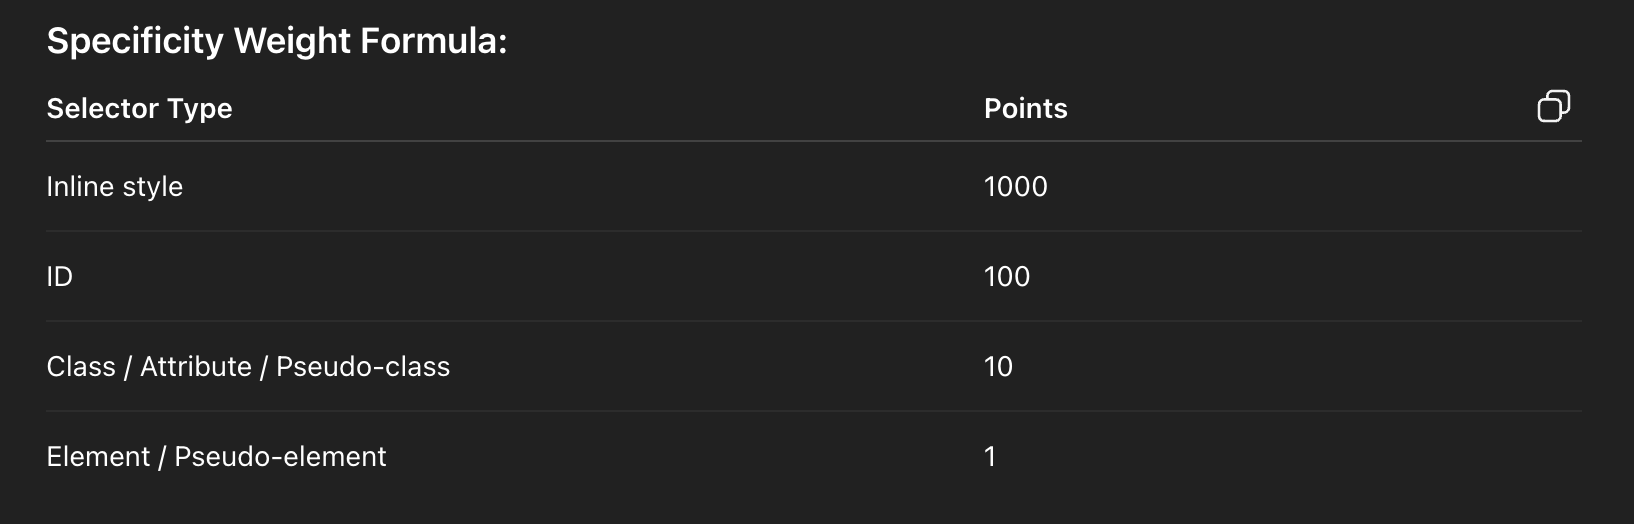 Specificity Weight Formula:
Selector Type Points
Inline style 1000
ID 100
Class / Attribute / Pseudo-class 10
Element / Pseudo-element 1